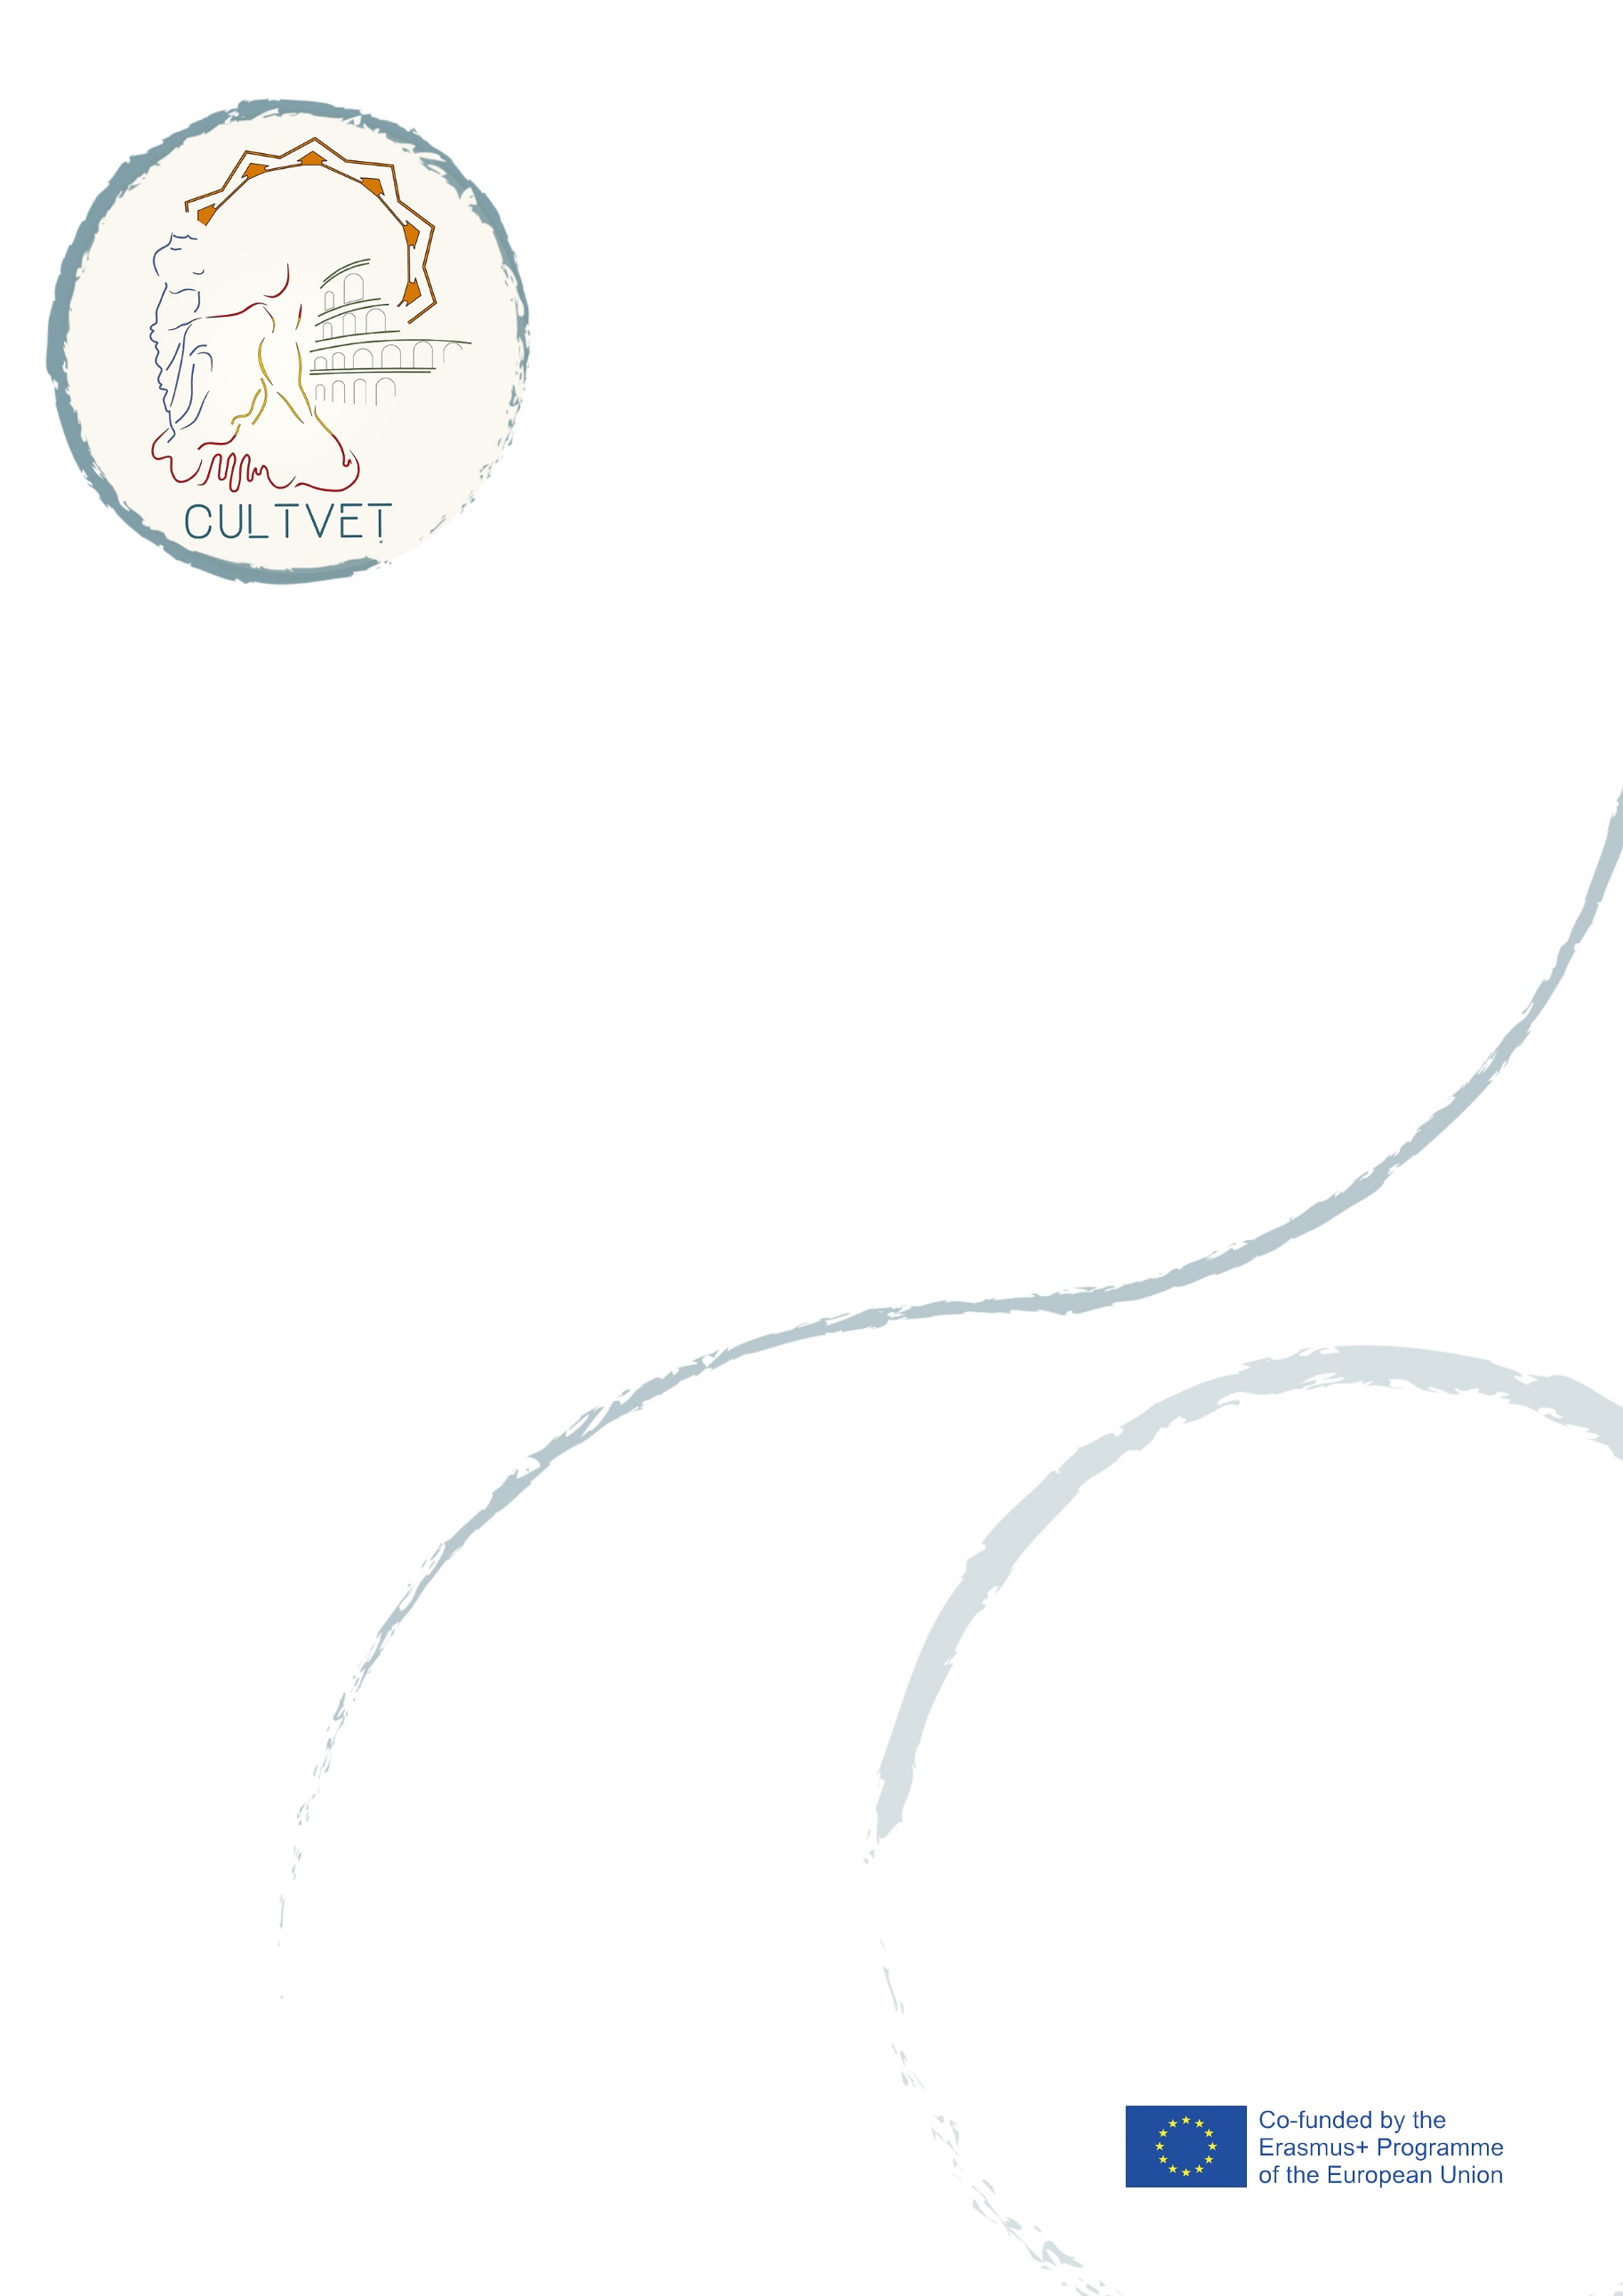 CULTVET
Co-funded by the
Erasmus+ Programme
of the European Union